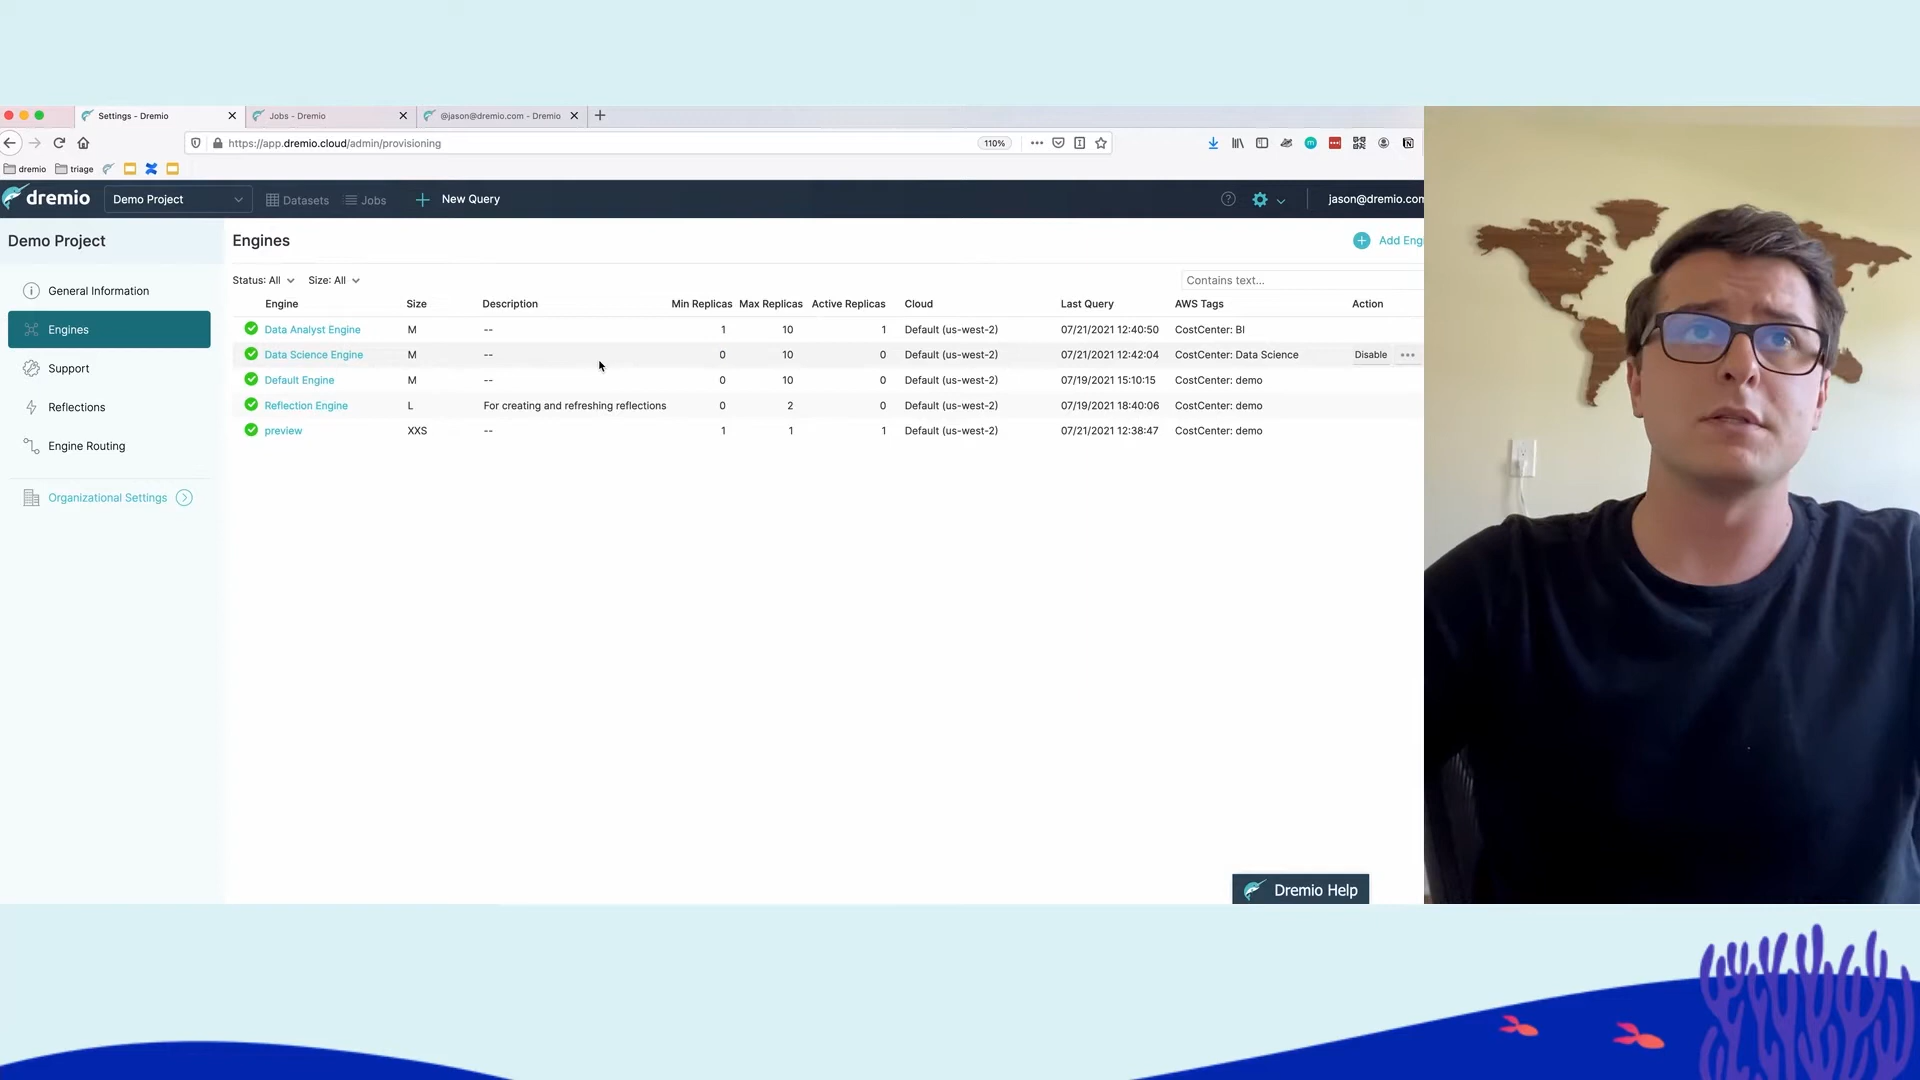 Settings - Dremio
Jobs - Dremio
@jason@dremio.com - Dremio
https://app.dremio.cloud/admin/provisioning
110%
dremio
triage
dremio
Demo Project
Datasets
Jobs
New Query
jason@dremio.com
Demo Project
Engines
Add Eng
General Information
Engines
Support
Reflections
Engine Routing
Organizational Settings
Status: All
Size: All
Contains text...
Engine Size Description Min Replicas Max Replicas Active Replicas Cloud Last Query AWS Tags Action
Data Analyst Engine M -- 1 10 1 Default (us-west-2) 07/21/2021 12:40:50 CostCenter: BI
Data Science Engine M -- 0 10 0 Default (us-west-2) 07/21/2021 12:42:04 CostCenter: Data Science Disable
Default Engine M -- 0 10 0 Default (us-west-2) 07/19/2021 15:10:15 CostCenter: demo
Reflection Engine L For creating and refreshing reflections 0 2 0 Default (us-west-2) 07/19/2021 18:40:06 CostCenter: demo
preview XXS -- 1 1 1 Default (us-west-2) 07/21/2021 12:38:47 CostCenter: demo
Dremio Help